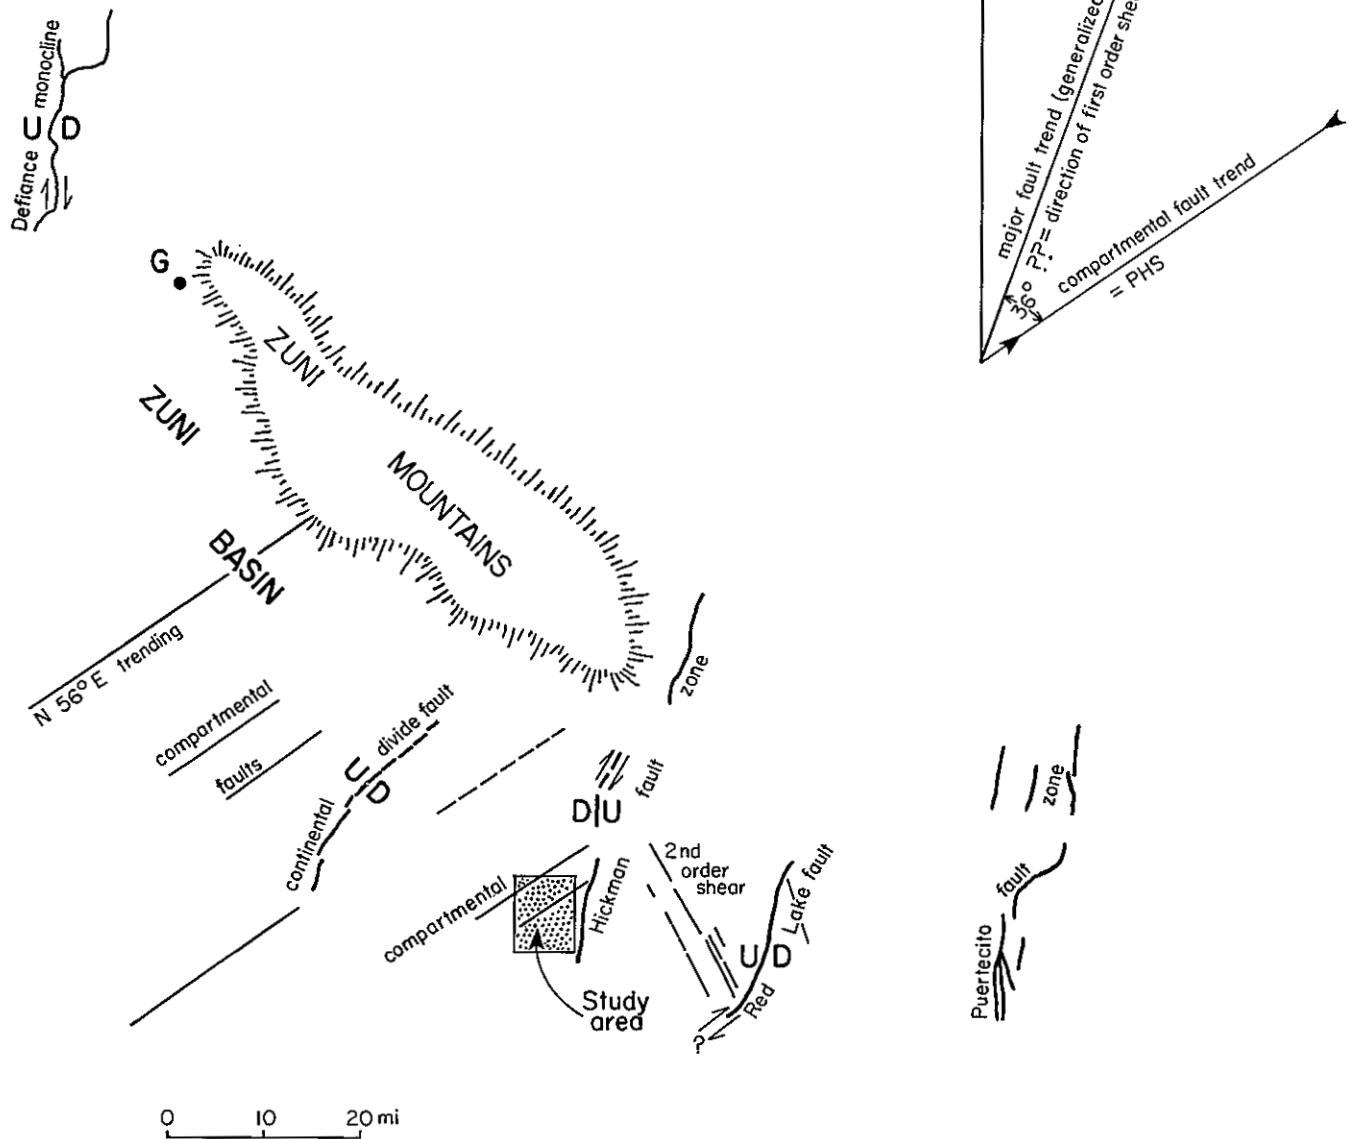 Defiance monocline
U D
G
ZUNI
MOUNTAINS
ZUNI
BASIN
N 56° E trending
compartmental
faults
continental divide fault
U
D
zone
fault
D U
Hickman
compartmental
Study
area
2nd
order
shear
U D
Red Lake fault
?
zone
fault
Puertecito
major fault trend (generalized
PP = direction of first order shea
36°
compartmental fault trend
= PHS
0 10 20 mi